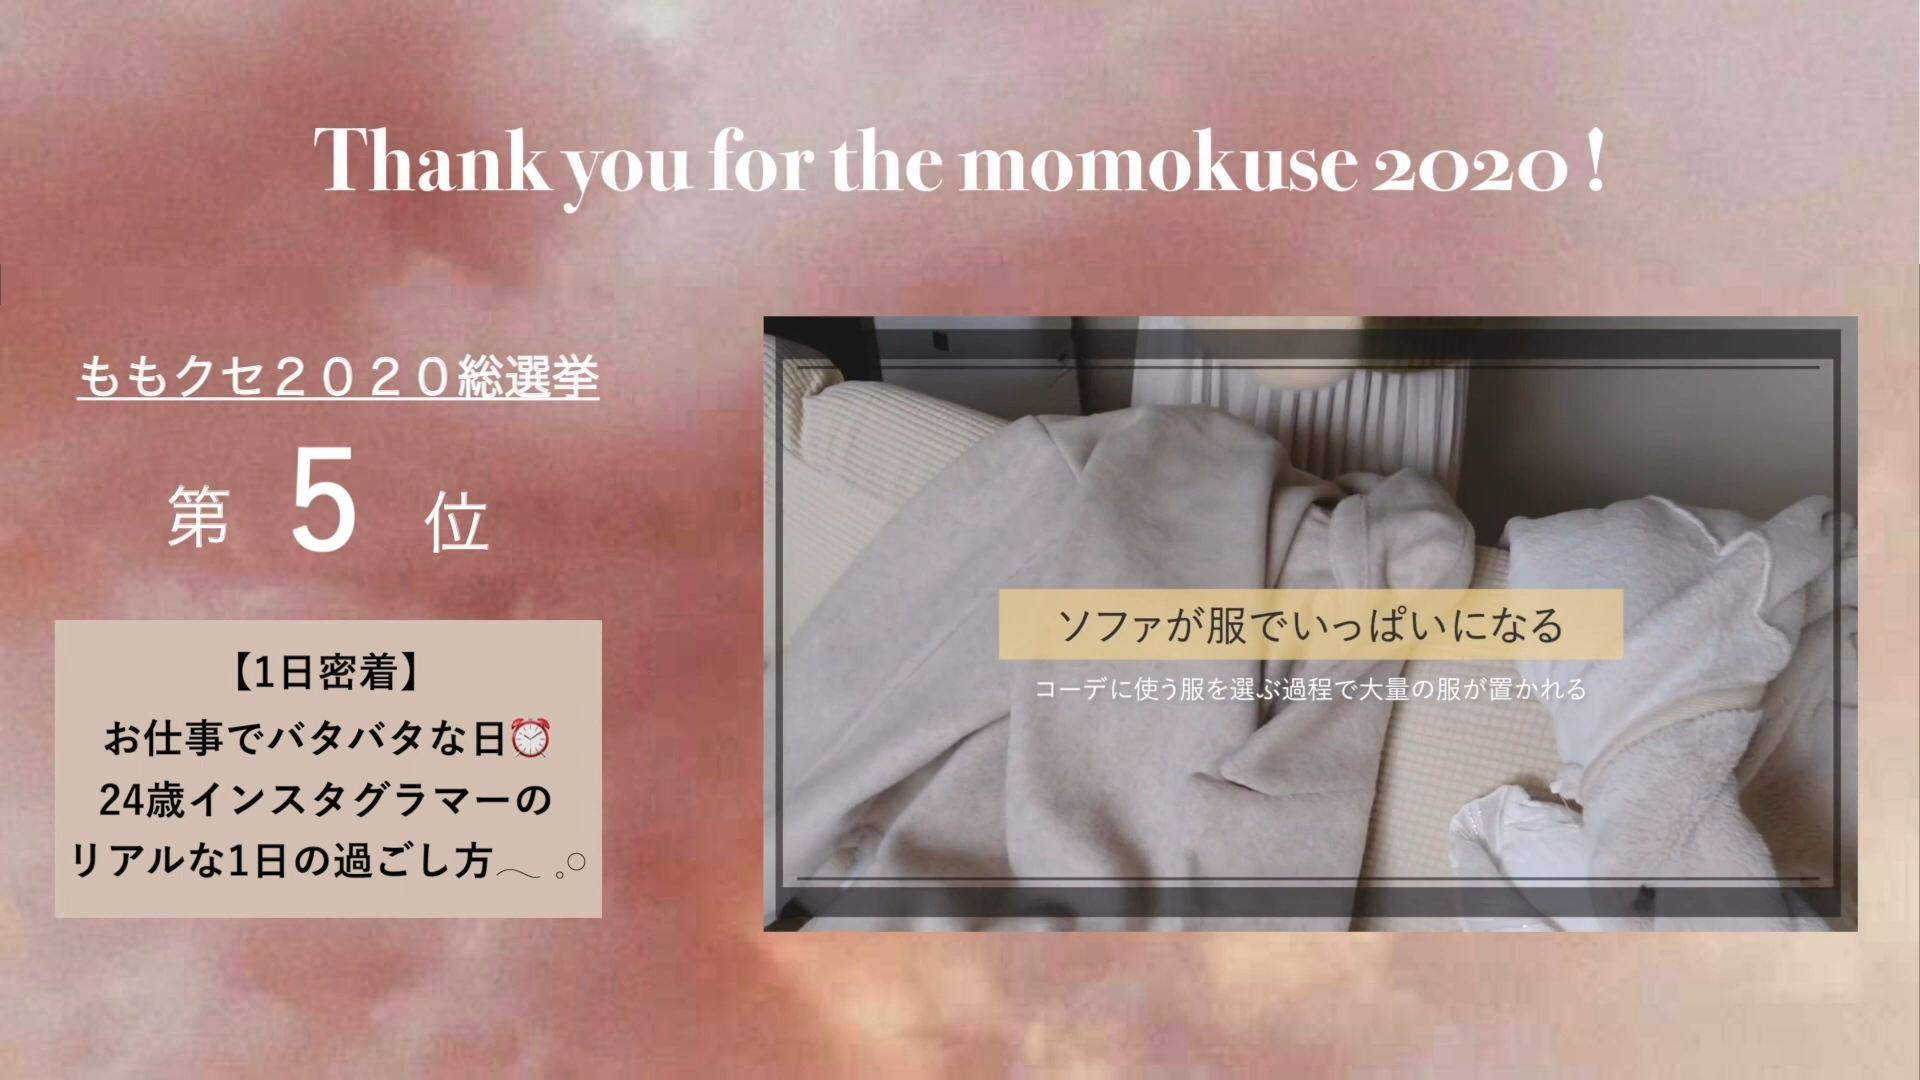 Thank you for the momokuse 2020 !
ももクセ２０２０総選挙
第 5 位
【1日密着】
お仕事でバタバタな日⏰
24歳インスタグラマーの
リアルな1日の過ごし方𓂃 𓈒𓏸
ソファが服でいっぱいになる
コーデに使う服を選ぶ過程で大量の服が置かれる